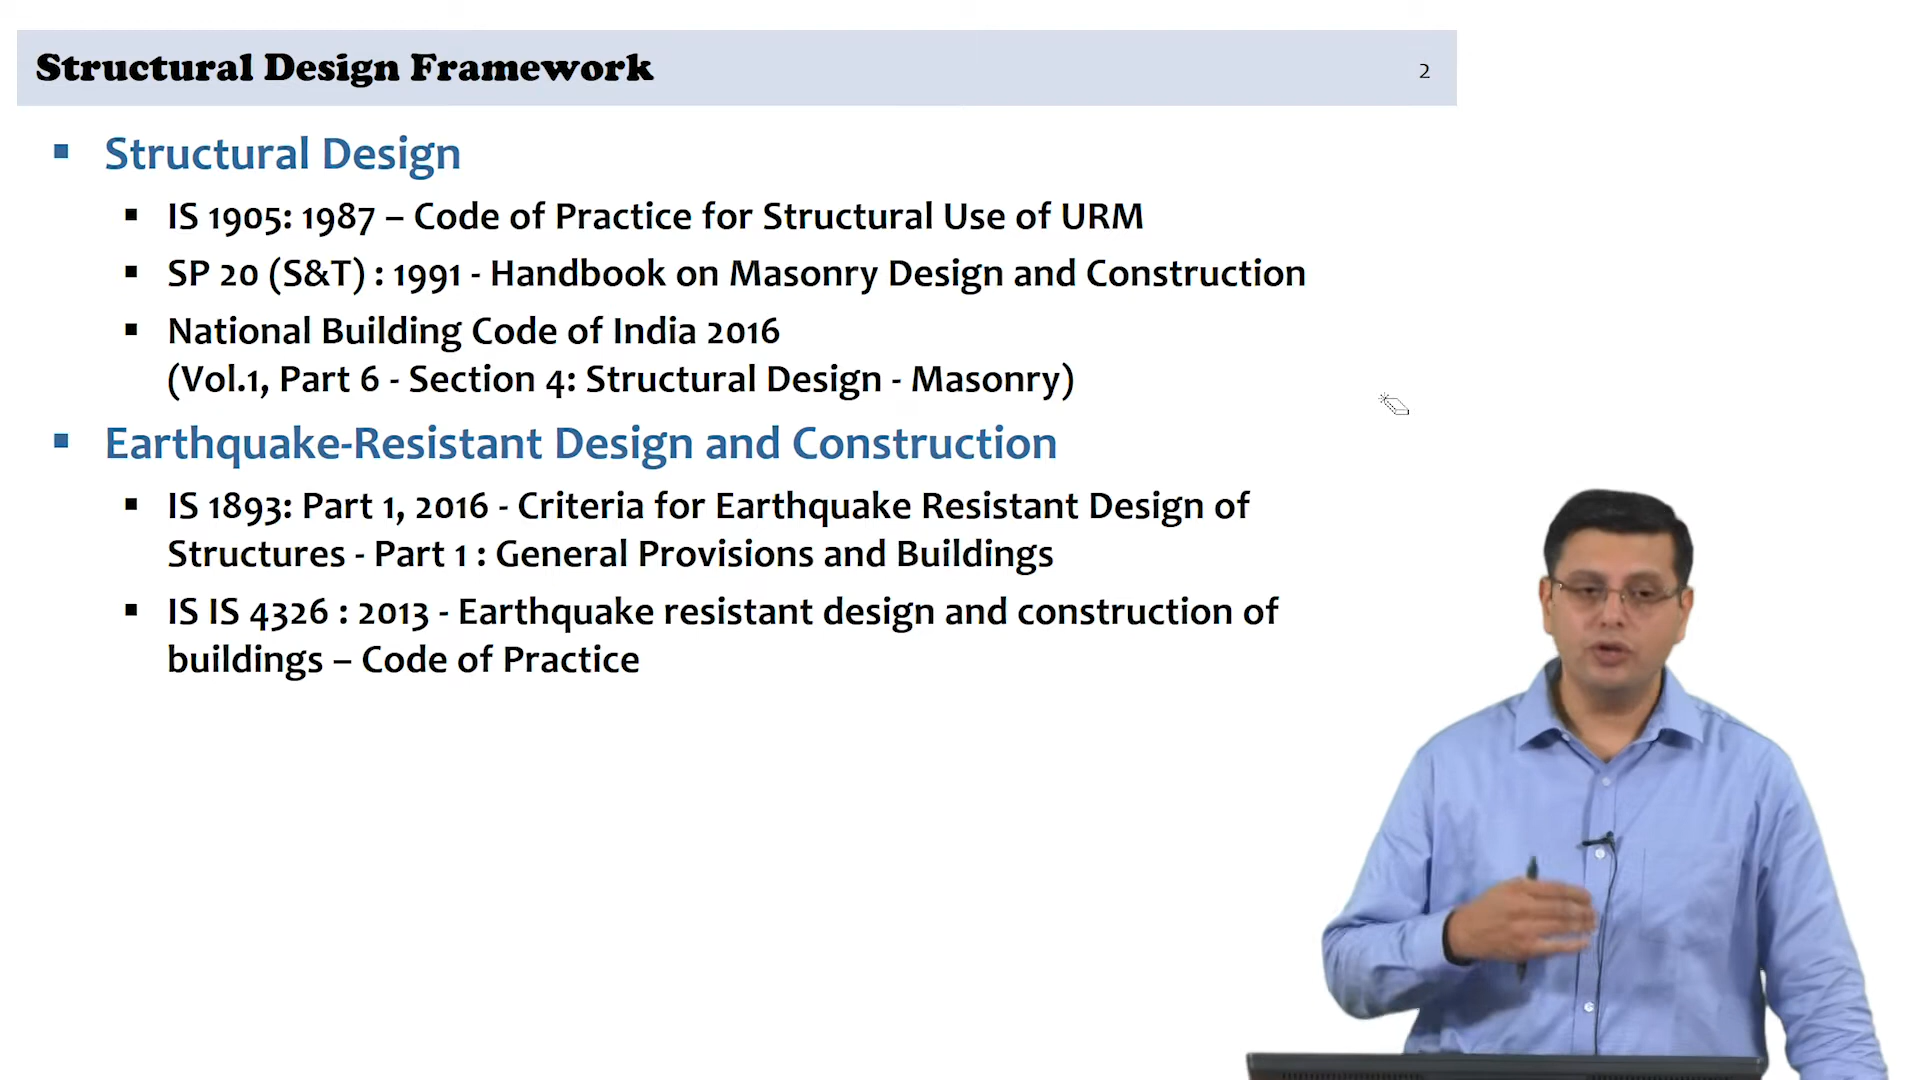 Structural Design Framework
2
Structural Design
IS 1905: 1987 – Code of Practice for Structural Use of URM
SP 20 (S&T) : 1991 - Handbook on Masonry Design and Construction
National Building Code of India 2016
(Vol.1, Part 6 - Section 4: Structural Design - Masonry)
Earthquake-Resistant Design and Construction
IS 1893: Part 1, 2016 - Criteria for Earthquake Resistant Design of
Structures - Part 1 : General Provisions and Buildings
IS IS 4326 : 2013 - Earthquake resistant design and construction of
buildings – Code of Practice